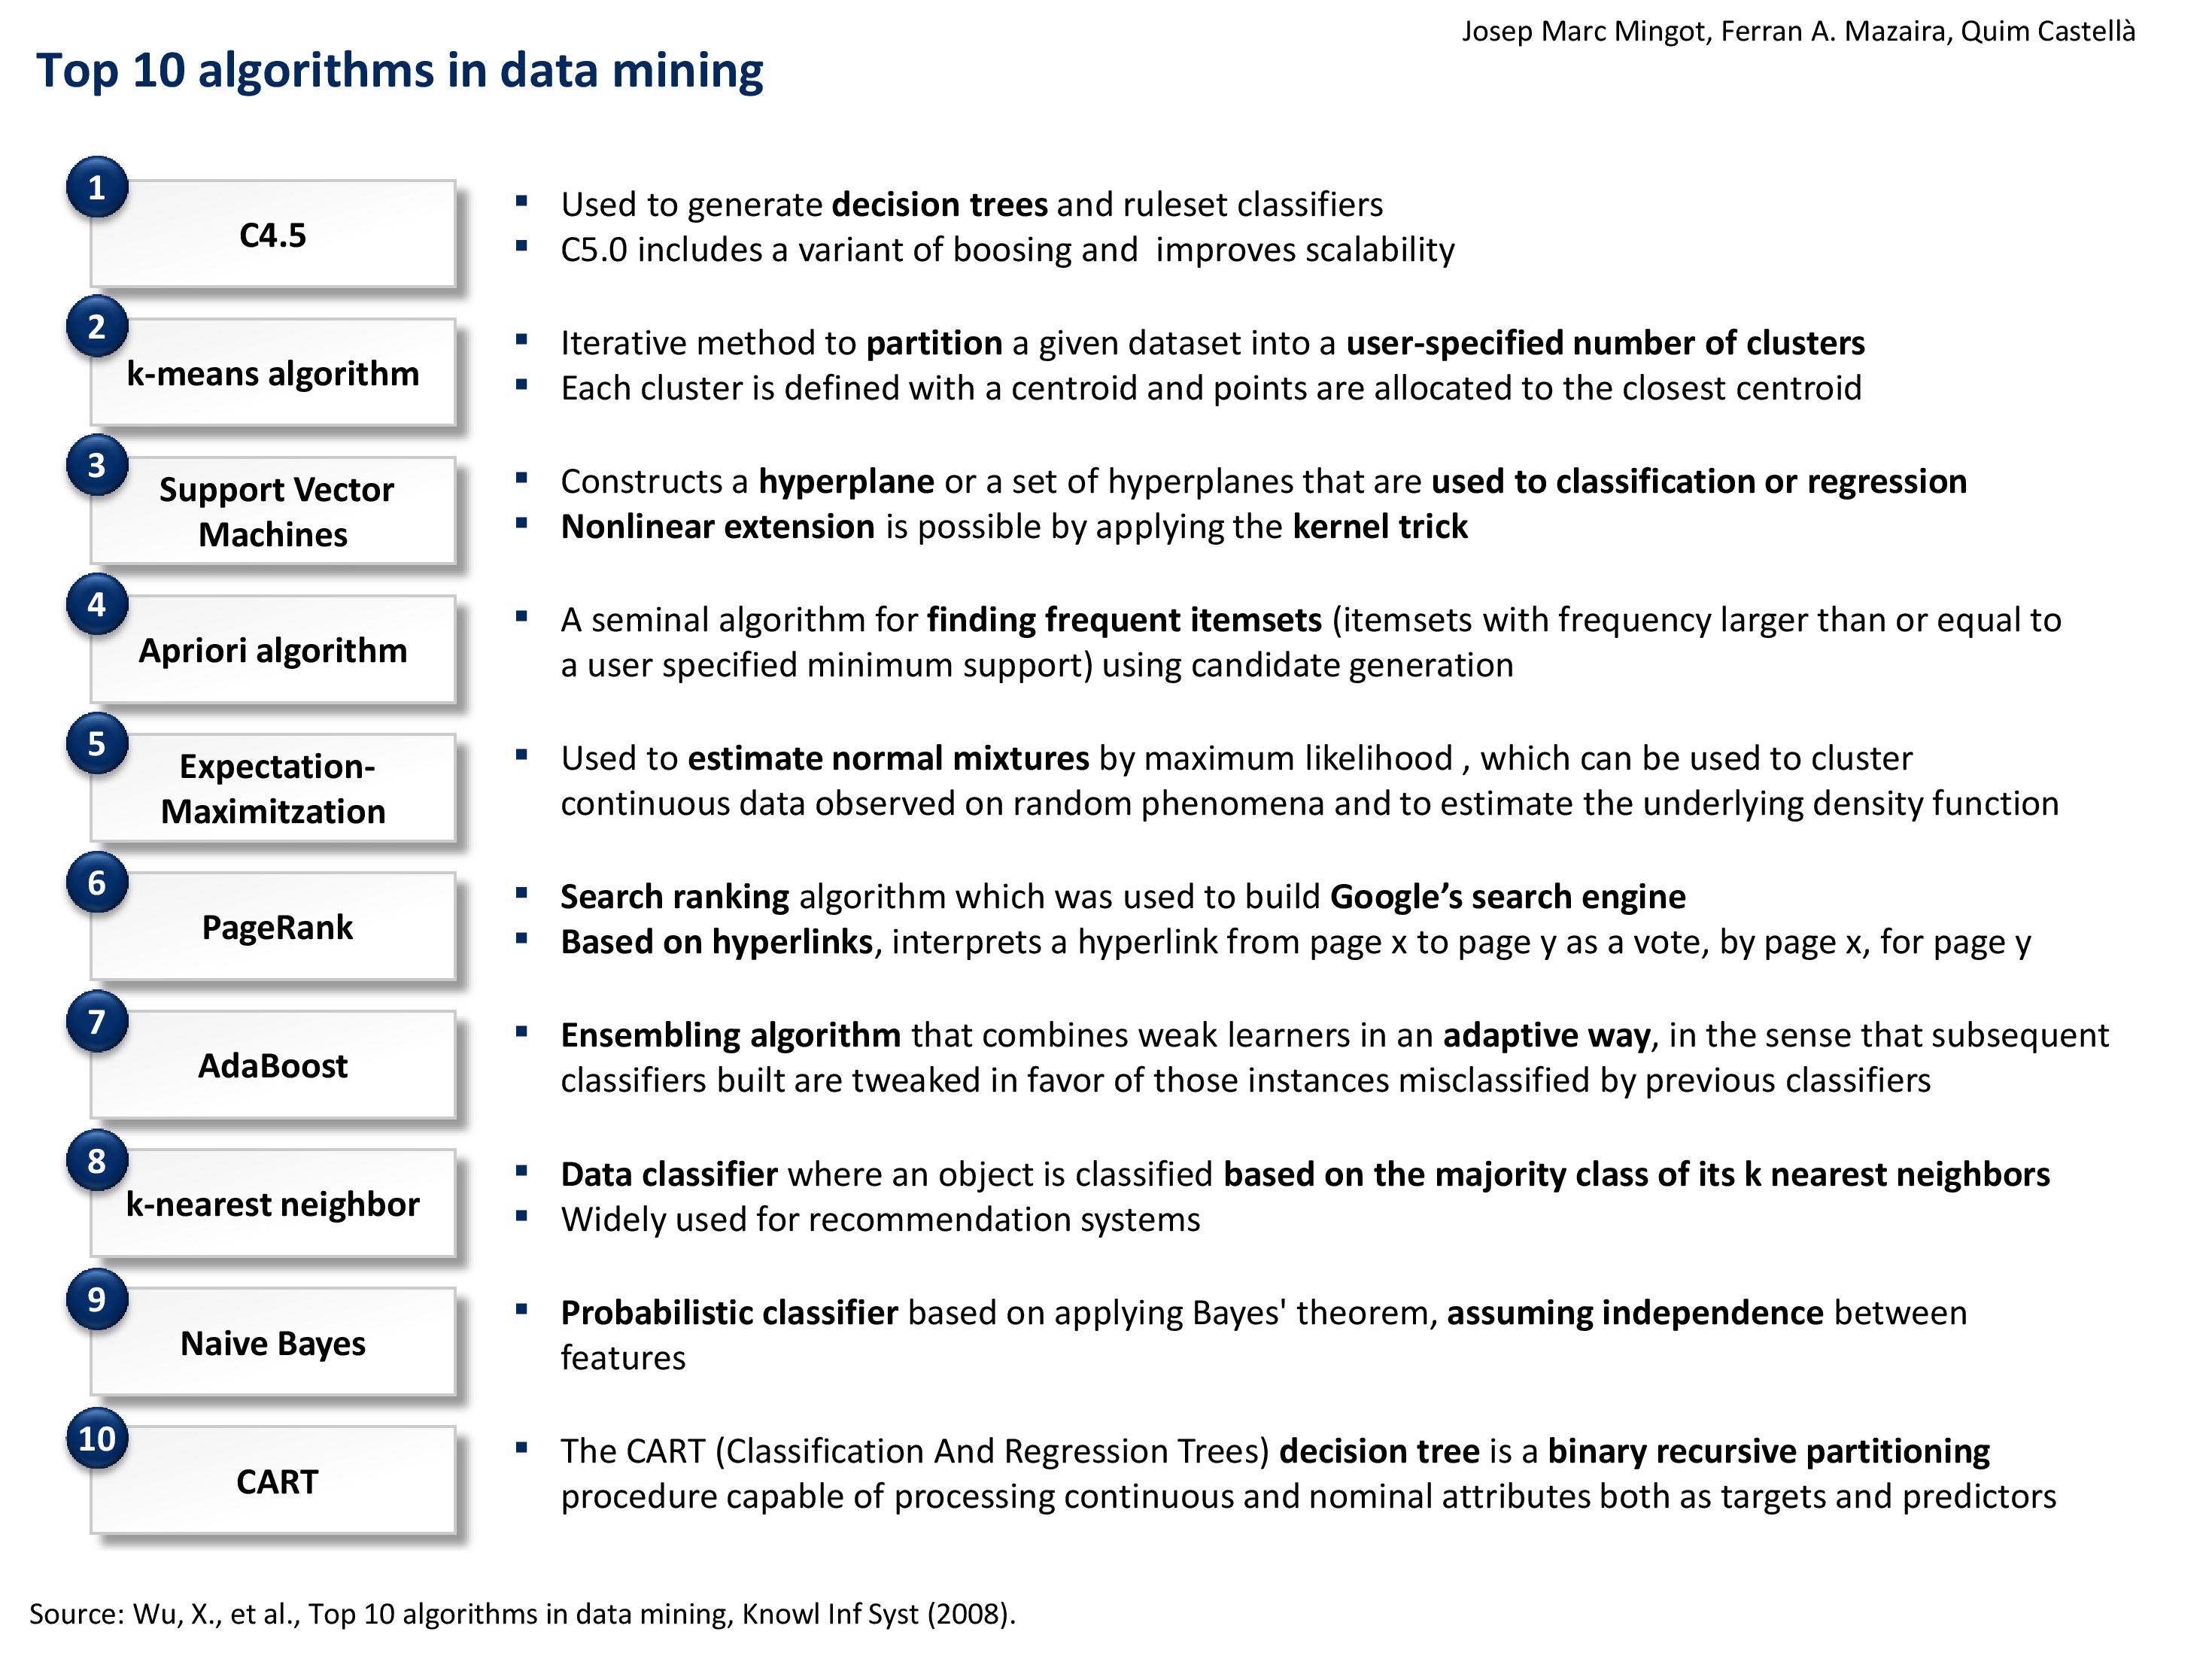 Josep Marc Mingot, Ferran A. Mazaira, Quim Castellà
Top 10 algorithms in data mining
1
C4.5
▪ Used to generate decision trees and ruleset classifiers
▪ C5.0 includes a variant of boosing and  improves scalability
2
k-means algorithm
▪ Iterative method to partition a given dataset into a user-specified number of clusters
▪ Each cluster is defined with a centroid and points are allocated to the closest centroid
3
Support Vector
Machines
▪ Constructs a hyperplane or a set of hyperplanes that are used to classification or regression
▪ Nonlinear extension is possible by applying the kernel trick
4
Apriori algorithm
▪ A seminal algorithm for finding frequent itemsets (itemsets with frequency larger than or equal to
a user specified minimum support) using candidate generation
5
Expectation-
Maximitzation
▪ Used to estimate normal mixtures by maximum likelihood , which can be used to cluster
continuous data observed on random phenomena and to estimate the underlying density function
6
PageRank
▪ Search ranking algorithm which was used to build Google’s search engine
▪ Based on hyperlinks, interprets a hyperlink from page x to page y as a vote, by page x, for page y
7
AdaBoost
▪ Ensembling algorithm that combines weak learners in an adaptive way, in the sense that subsequent
classifiers built are tweaked in favor of those instances misclassified by previous classifiers
8
k-nearest neighbor
▪ Data classifier where an object is classified based on the majority class of its k nearest neighbors
▪ Widely used for recommendation systems
9
Naive Bayes
▪ Probabilistic classifier based on applying Bayes' theorem, assuming independence between
features
10
CART
▪ The CART (Classification And Regression Trees) decision tree is a binary recursive partitioning
procedure capable of processing continuous and nominal attributes both as targets and predictors
Source: Wu, X., et al., Top 10 algorithms in data mining, Knowl Inf Syst (2008).